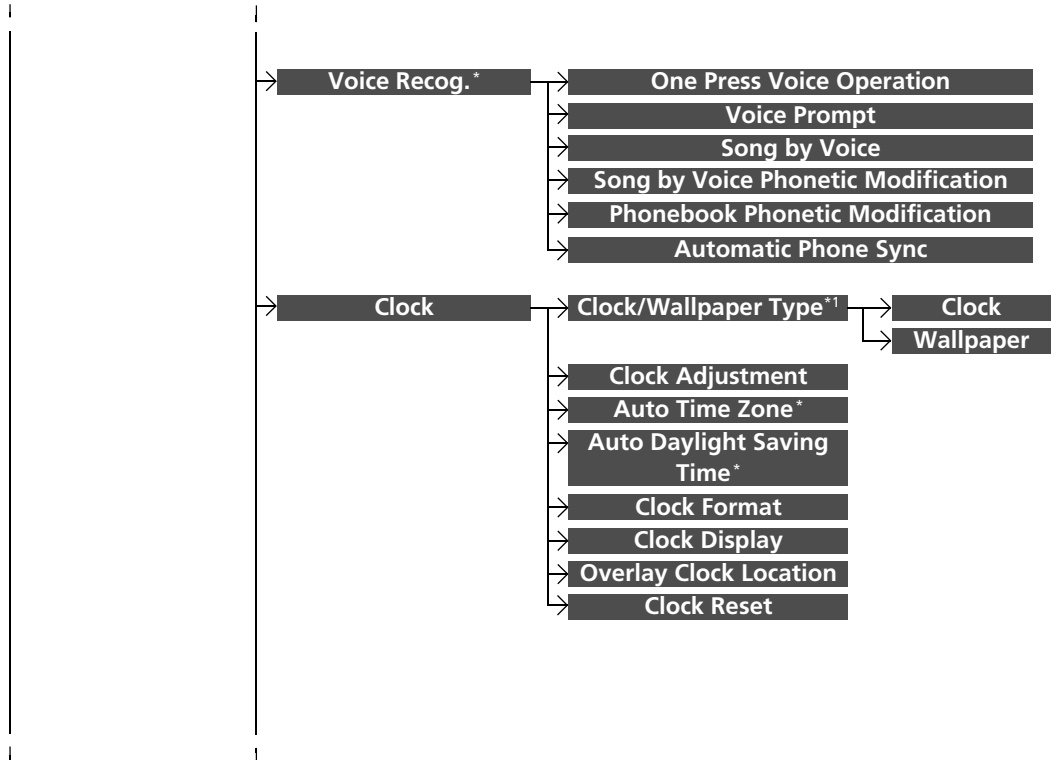 Voice Recog.*
One Press Voice Operation
Voice Prompt
Song by Voice
Song by Voice Phonetic Modification
Phonebook Phonetic Modification
Automatic Phone Sync
Clock
Clock/Wallpaper Type*1
Clock
Wallpaper
Clock Adjustment
Auto Time Zone*
Auto Daylight Saving
Time*
Clock Format
Clock Display
Overlay Clock Location
Clock Reset